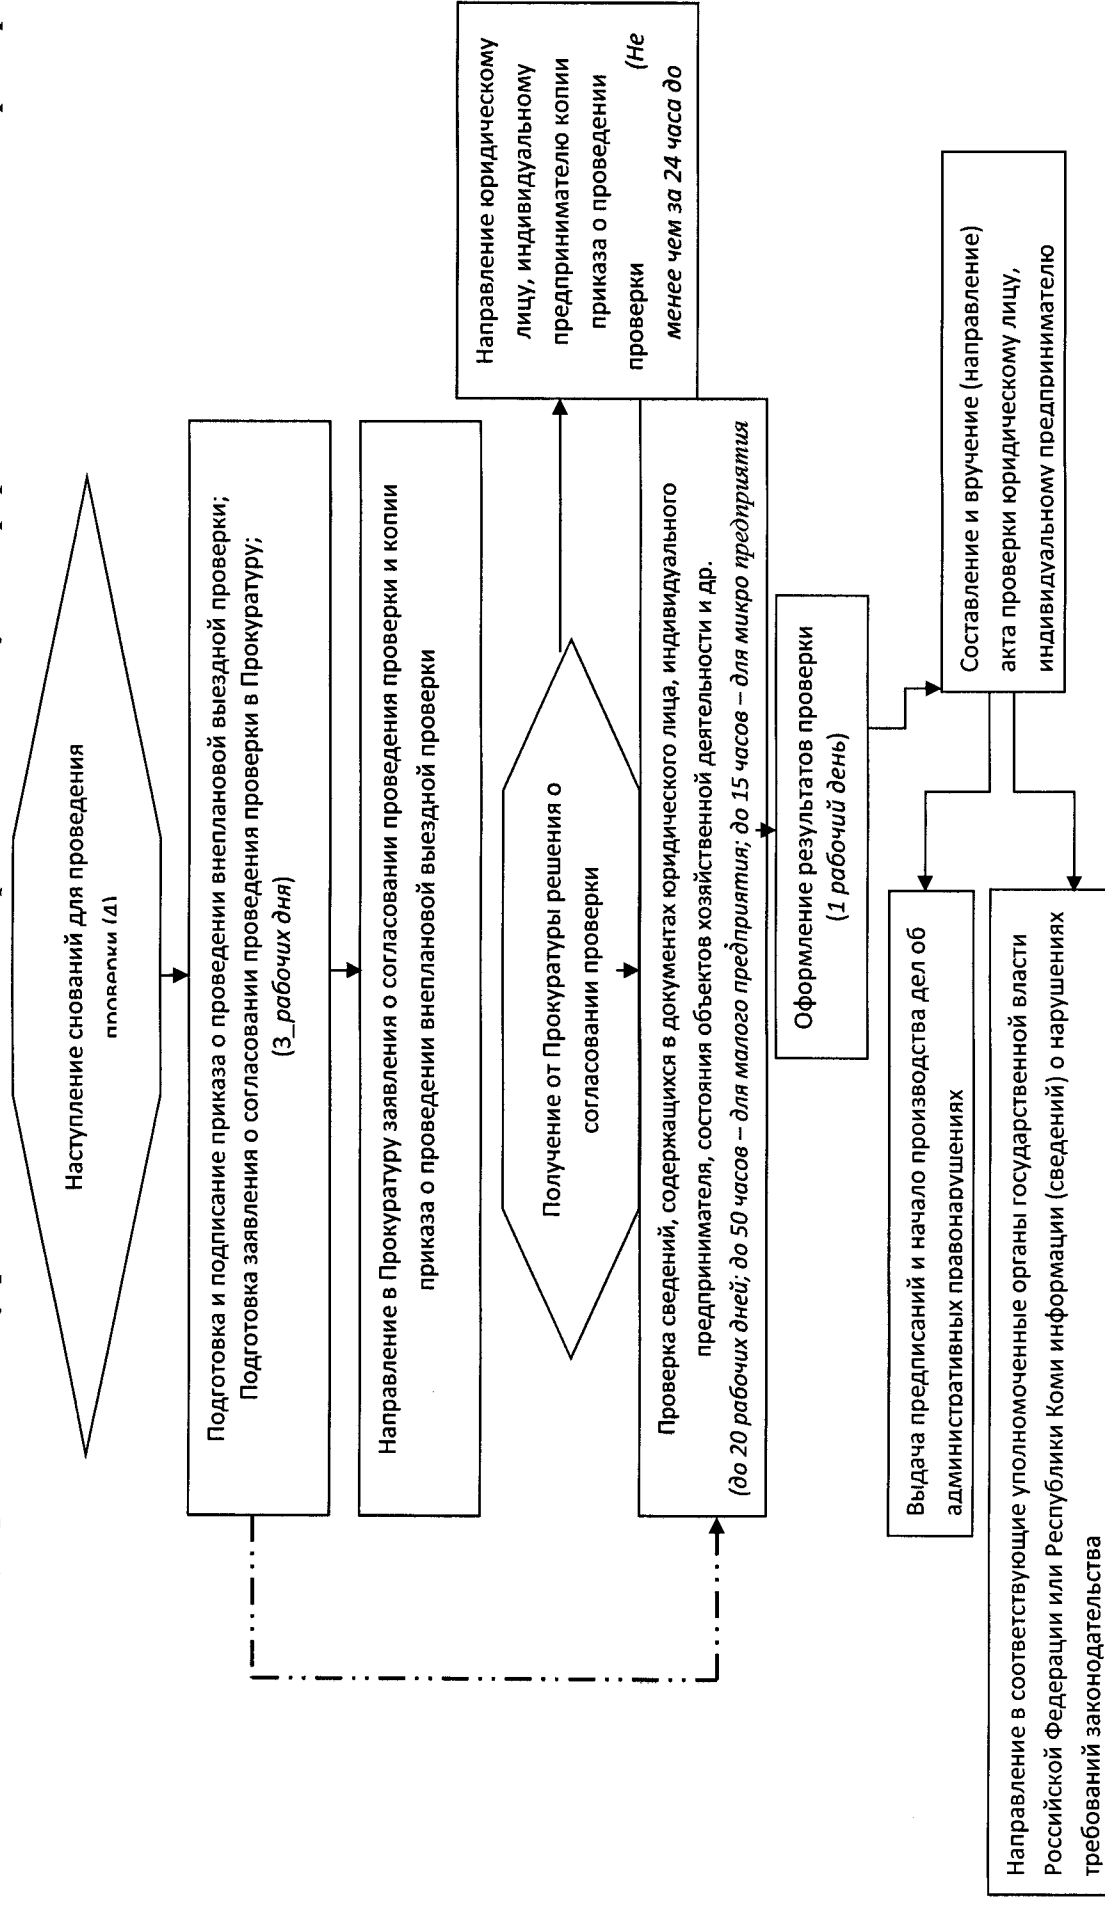 Наступление снований для проведения
проверки (4)
Подготовка и подписание приказа о проведении внеплановой выездной проверки;
Подготовка заявления о согласовании проведения проверки в Прокуратуру;
(3_рабочих дня)
Направление в Прокуратуру заявления о согласовании проведения проверки и копии
приказа о проведении внеплановой выездной проверки
Получение от Прокуратуры решения о
согласовании проверки
Направление юридическому
лицу, индивидуальному
предпринимателю копии
приказа о проведении
проверки (Не
менее чем за 24 часа до
Проверка сведений, содержащихся в документах юридического лица, индивидуального
предпринимателя, состояния объектов хозяйственной деятельности и др.
(до 20 рабочих дней; до 50 часов – для малого предприятия; до 15 часов – для микро предприятия
Оформление результатов проверки
(1 рабочий день)
Составление и вручение (направление)
акта проверки юридическому лицу,
индивидуальному предпринимателю
Выдача предписаний и начало производства дел об
административных правонарушениях
Направление в соответствующие уполномоченные органы государственной власти
Российской Федерации или Республики Коми информации (сведений) о нарушениях
требований законодательства